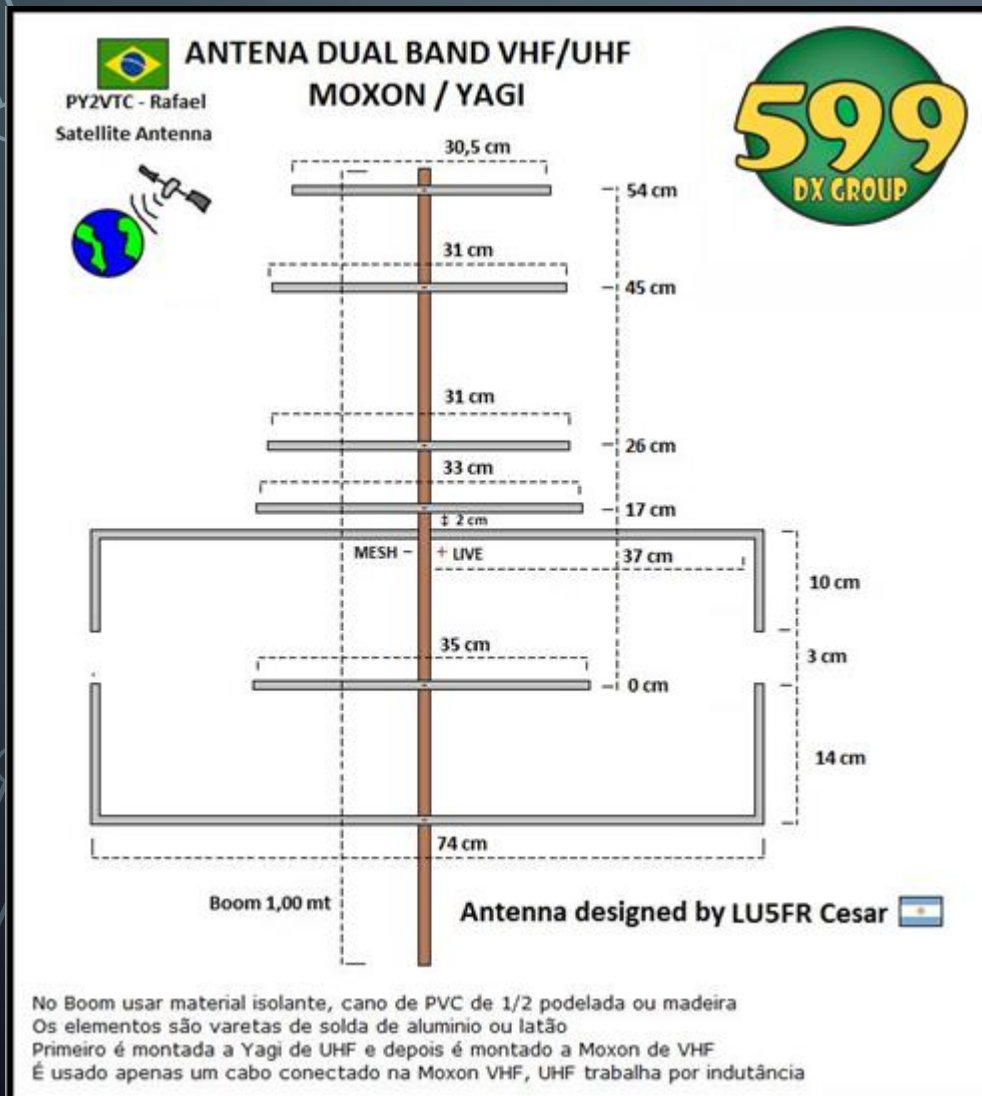 ANTENA DUAL BAND VHF/UHF
MOXON / YAGI
PY2VTC - Rafael
Satellite Antenna
599
DX GROUP
30,5 cm
54 cm
31 cm
45 cm
31 cm
26 cm
33 cm
17 cm
2 cm
MESH - + LIVE
37 cm
10 cm
35 cm
3 cm
0 cm
14 cm
74 cm
Boom 1,00 mt
Antenna designed by LU5FR Cesar
No Boom usar material isolante, cano de PVC de 1/2 podelada ou madeira
Os elementos são varetas de solda de aluminio ou latão
Primeiro é montada a Yagi de UHF e depois é montado a Moxon de VHF
É usado apenas um cabo conectado na Moxon VHF, UHF trabalha por indutância